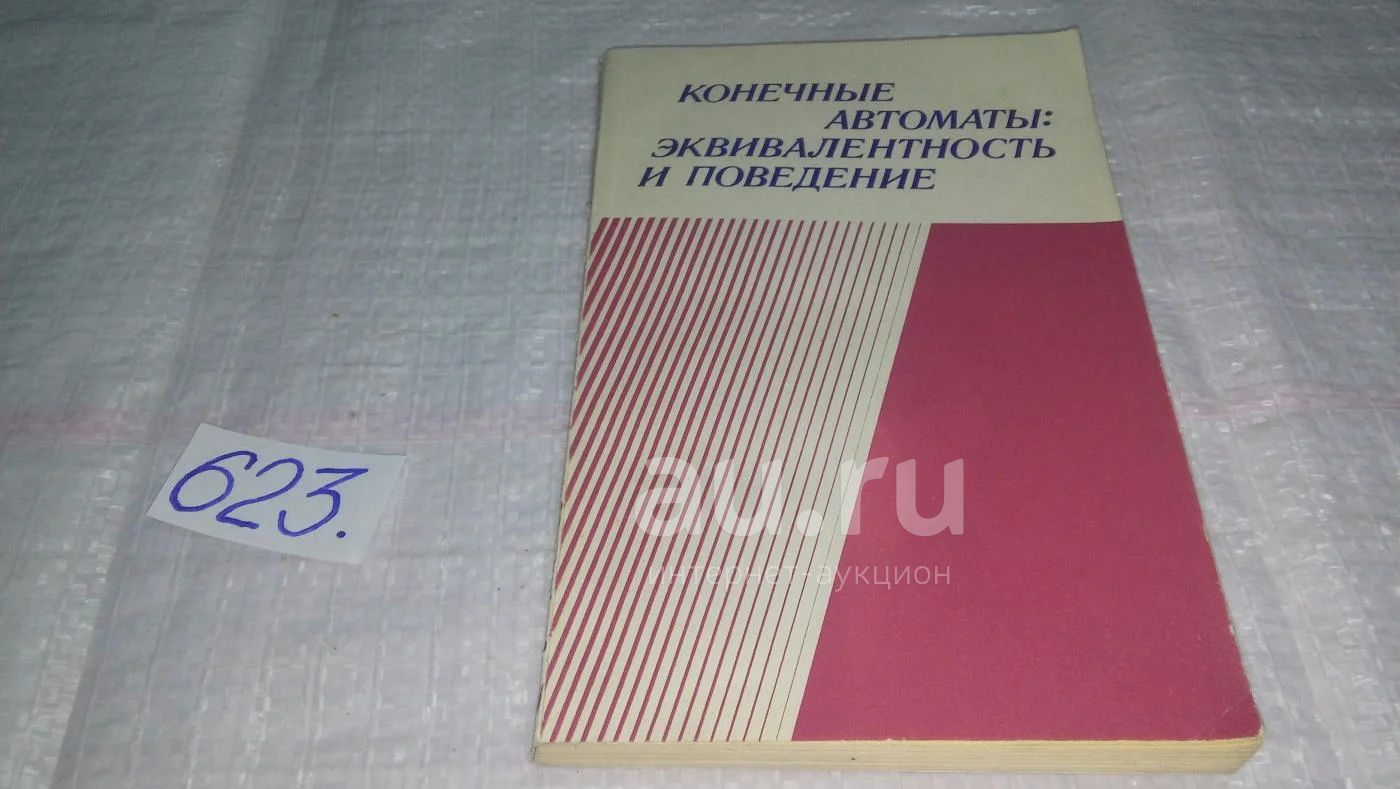 КОНЕЧНЫЕ
АВТОМАТЫ:
ЭКВИВАЛЕНТНОСТЬ
И ПОВЕДЕНИЕ
623.
au.ru
интернет-аукцион